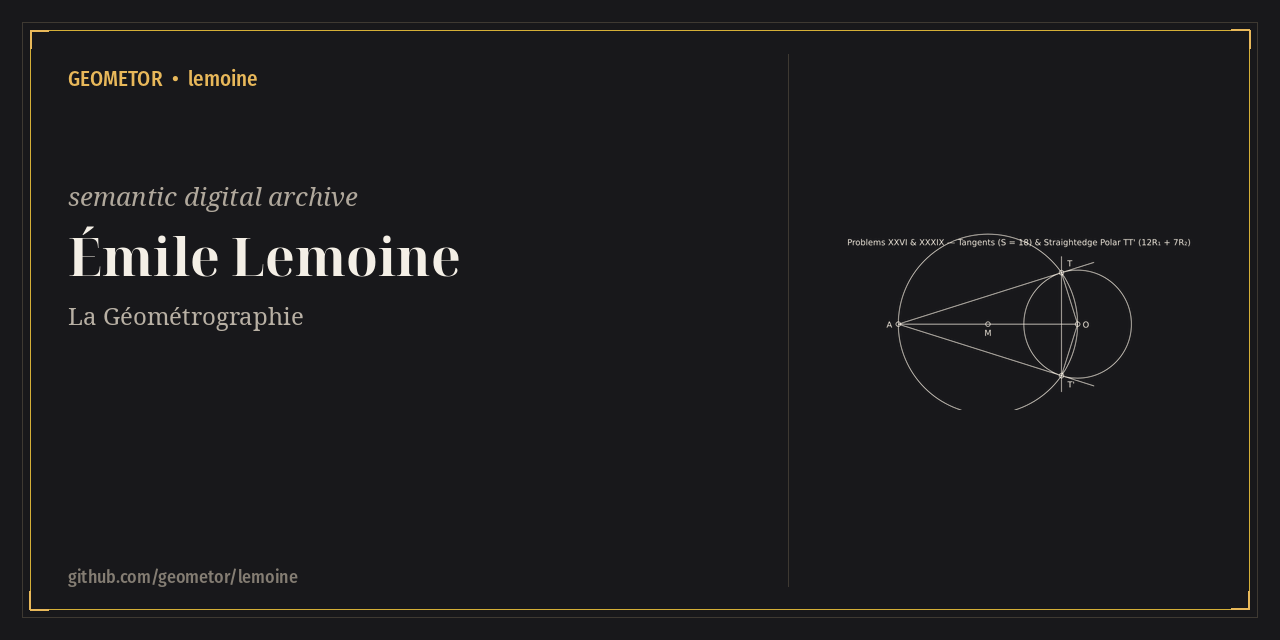 GEOMETOR • lemoine
semantic digital archive
Émile Lemoine
La Géométrographie
github.com/geometor/lemoine
Problems XXVI & XXXIX — Tangents (S = 18) & Straightedge Polar TT' (12R₁ + 7R₂)
T
A
M
O
T'